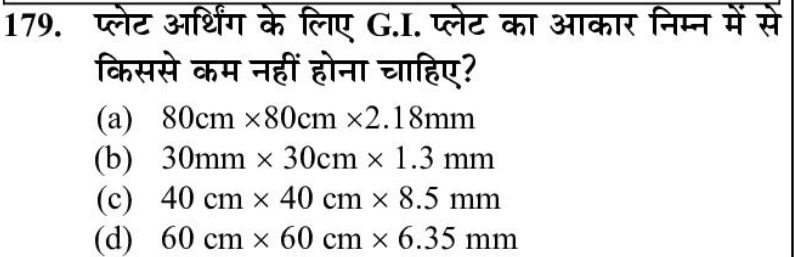 179. प्लेट अर्थिंग के लिए G.I. प्लेट का आकार निम्न में से
किससे कम नहीं होना चाहिए?
(a) 80cm ×80cm ×2.18mm
(b) 30mm × 30cm × 1.3 mm
(c) 40 cm × 40 cm × 8.5 mm
(d) 60 cm × 60 cm × 6.35 mm